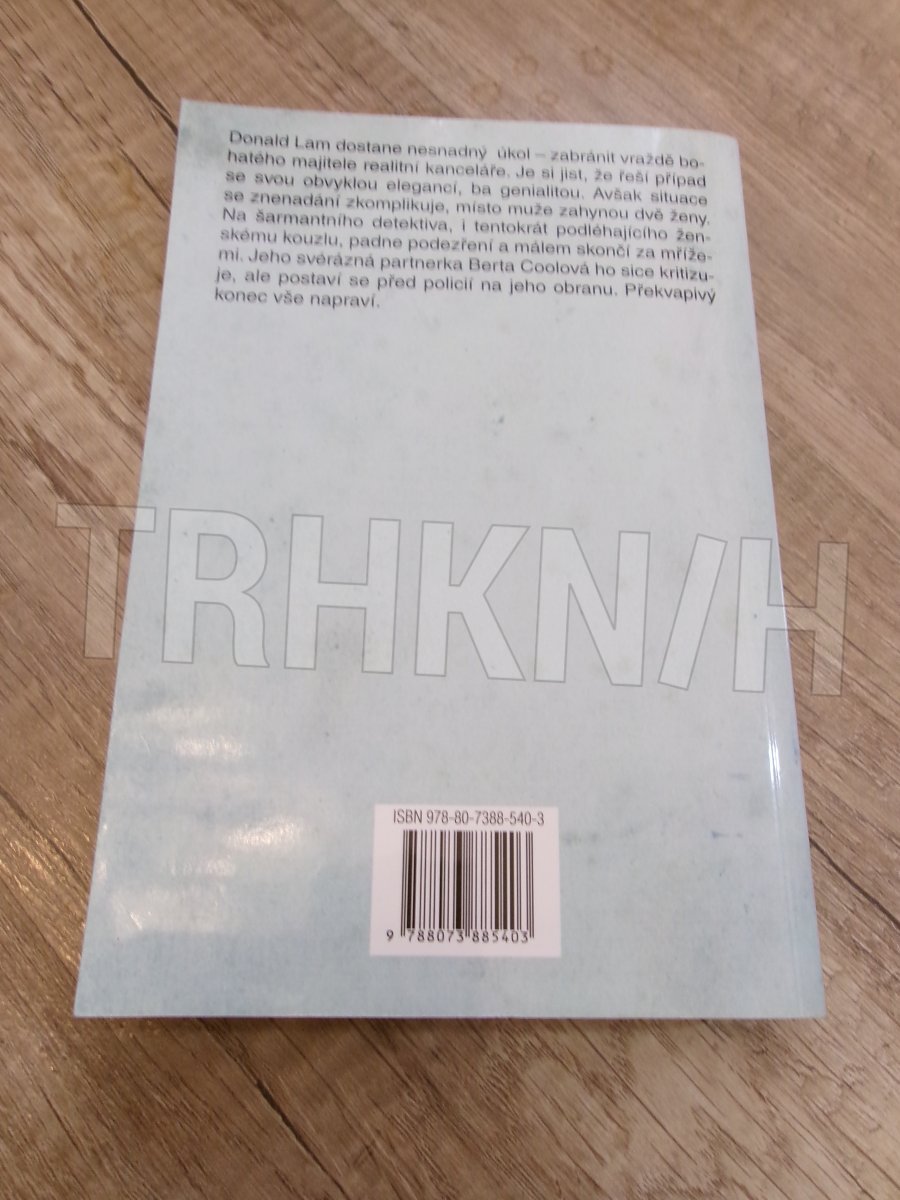 Donald Lam dostane nesnadný úkol – zabránit vraždě bo-
hatého majitele realitní kanceláře. Je si jist, že řeší případ
se svou obvyklou elegancí, ba genialitou. Avšak situace
se znenadání zkomplikuje, místo muže zahynou dvě ženy.
Na šarmantního detektiva, i tentokrát podléhajícího žen-
skému kouzlu, padne podezření a málem skončí za mříže-
mi. Jeho svérázná partnerka Berta Coolová ho sice kritizu-
je, ale postaví se před policií na jeho obranu. Překvapivý
konec vše napraví.
TRHKN/H
ISBN 978-80-7388-540-3
9 788073 885403